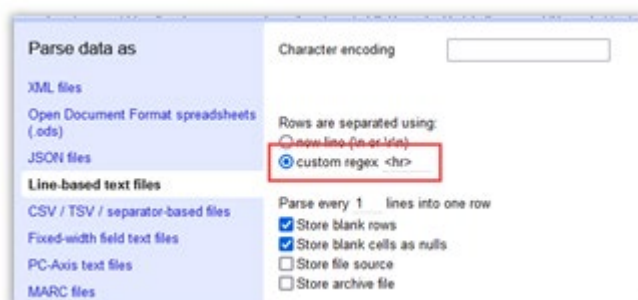 Parse data as
XML files
Open Document Format spreadsheets
(.ods)
JSON files
Line-based text files
CSV / TSV / separator-based files
Fixed-width field text files
PC-Axis text files
MARC files
Character encoding
Rows are separated using:
new line (\n or \r\n)
custom regex <hr>
Parse every 1 lines into one row
Store blank rows
Store blank cells as nulls
Store file source
Store archive file